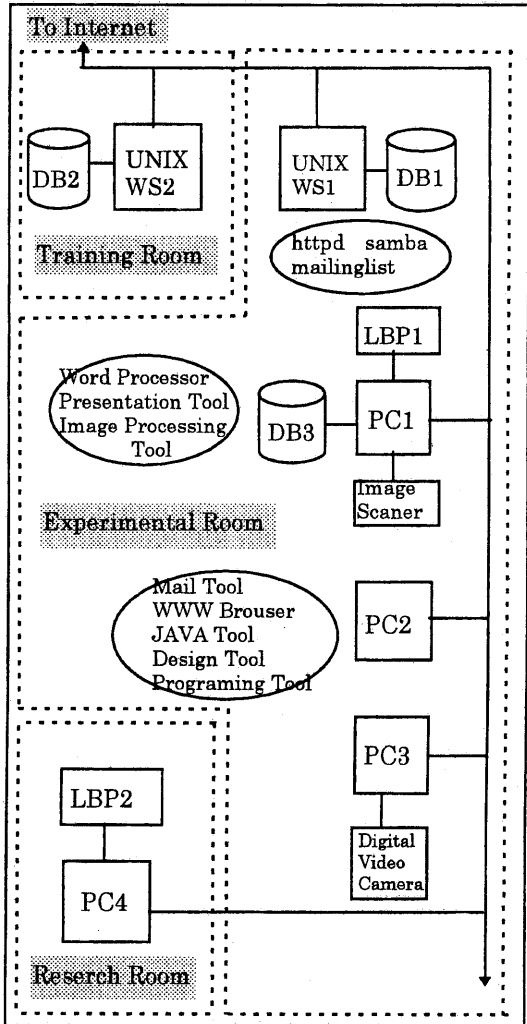 To Internet
DB2
UNIX
WS2
UNIX
WS1
DB1
Training Room
httpd samba
mailinglist
LBP1
Word Processor
Presentation Tool
Image Processing
Tool
DB3
PC1
Image
Scaner
Experimental Room
Mail Tool
WWW Brouser
JAVA Tool
Design Tool
Programing Tool
PC2
PC3
LBP2
Digital
Video
Camera
PC4
Reserch Room